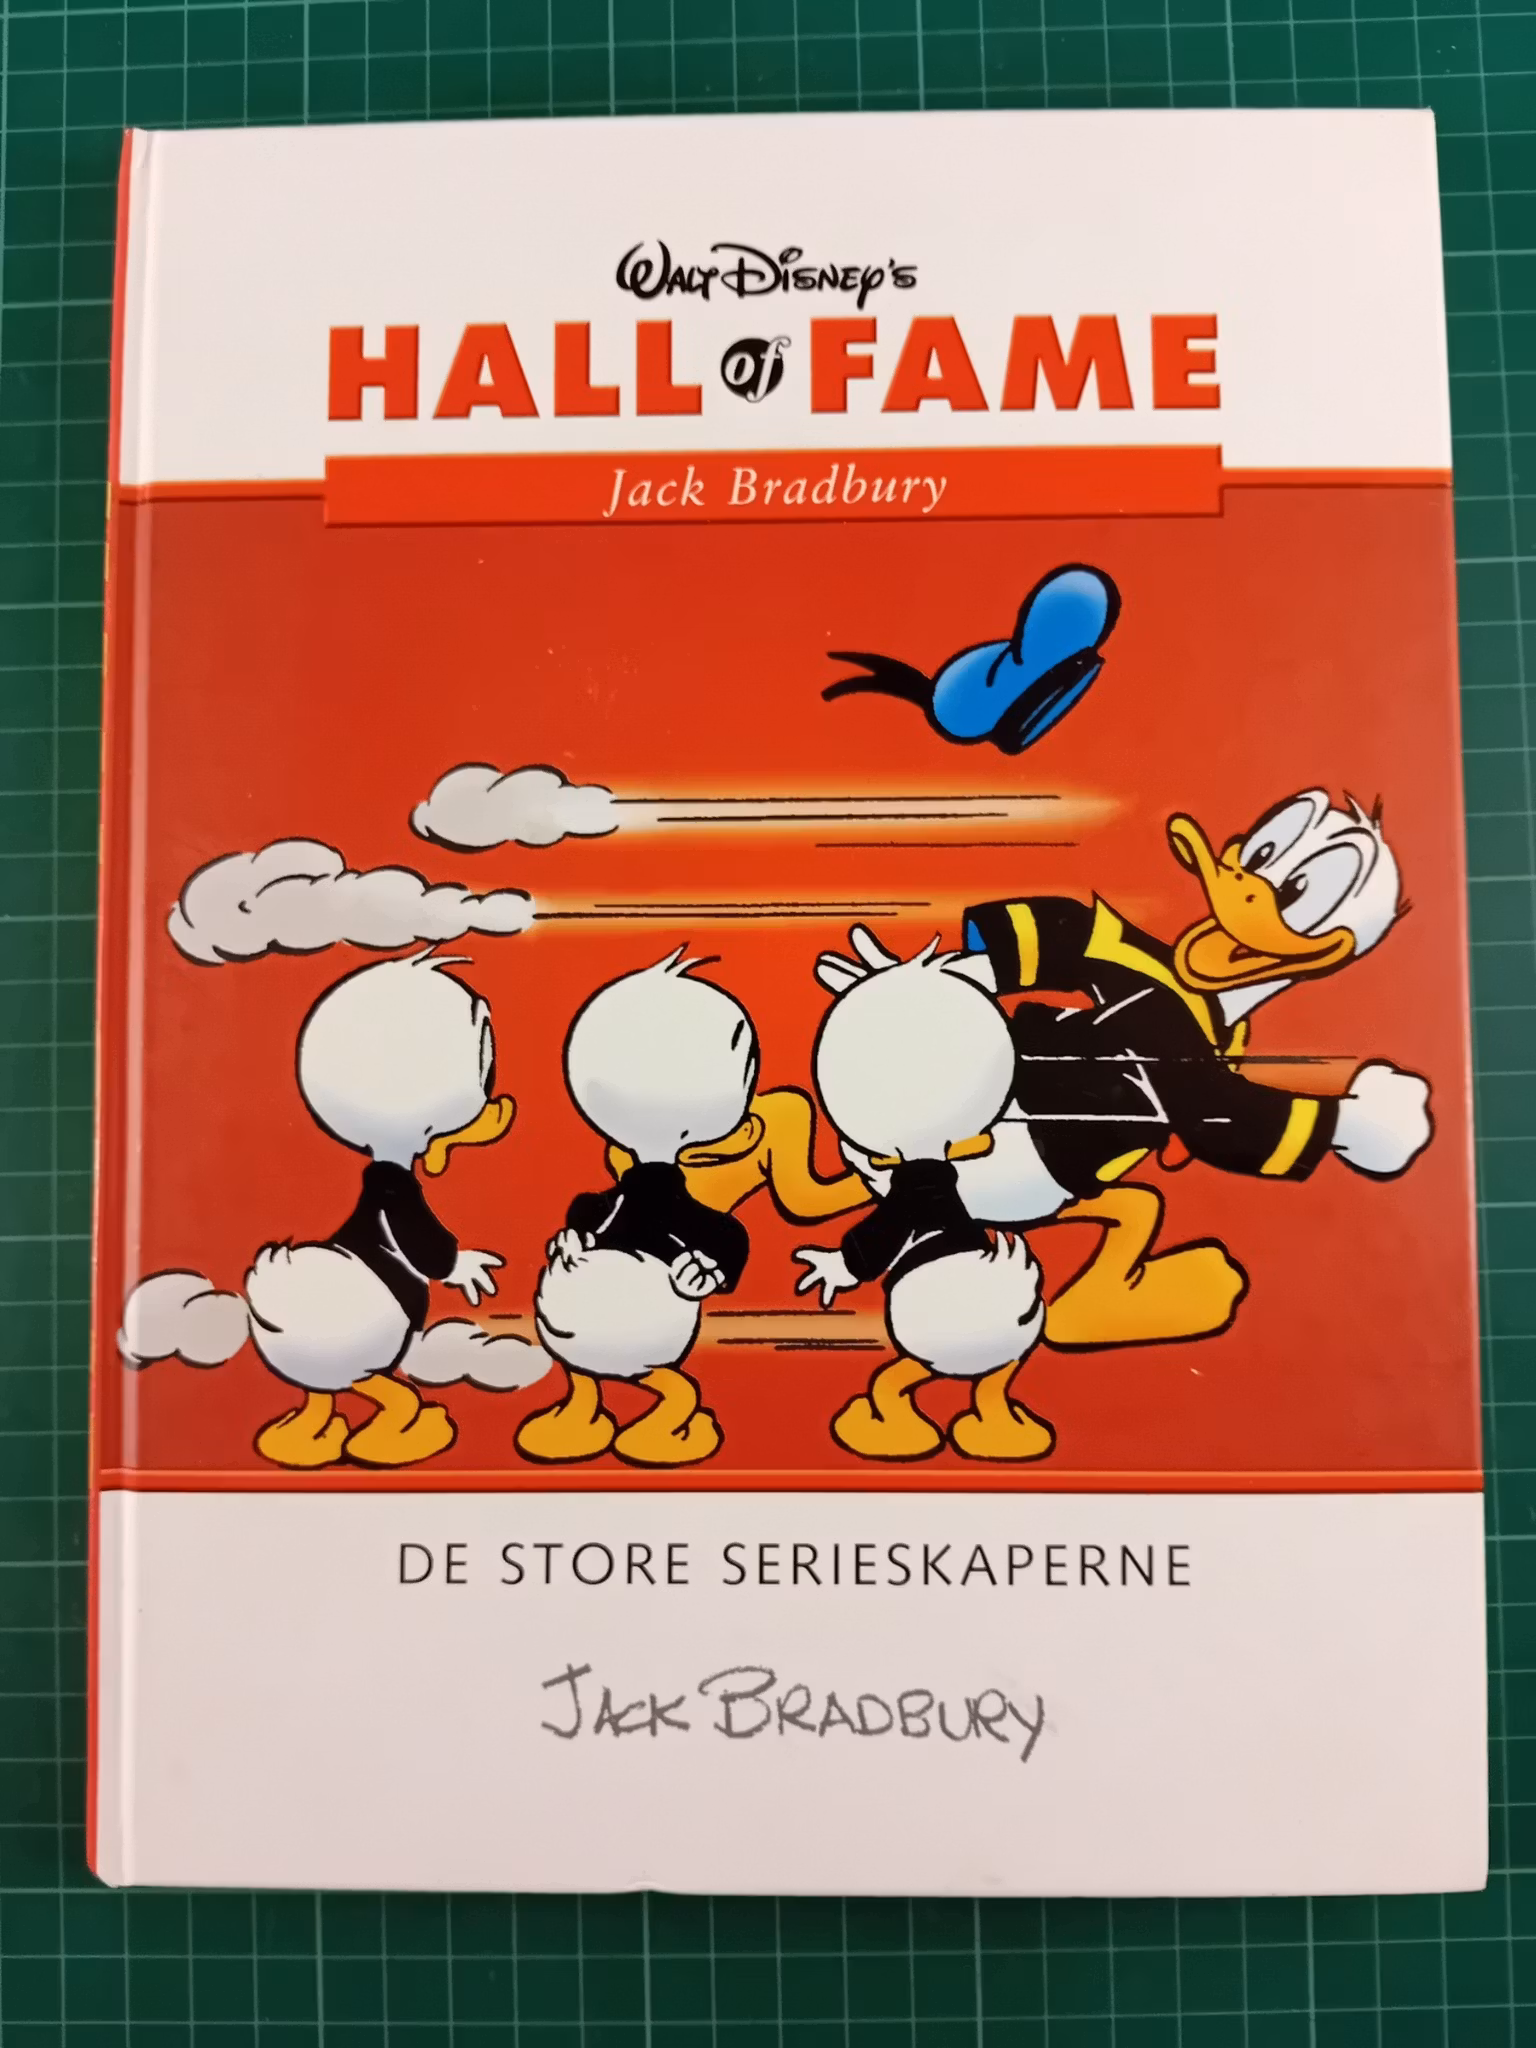 WALT DISNEY'S
HALL of FAME
Jack Bradbury
DE STORE SERIESKAPERNE
JACK BRADBURY